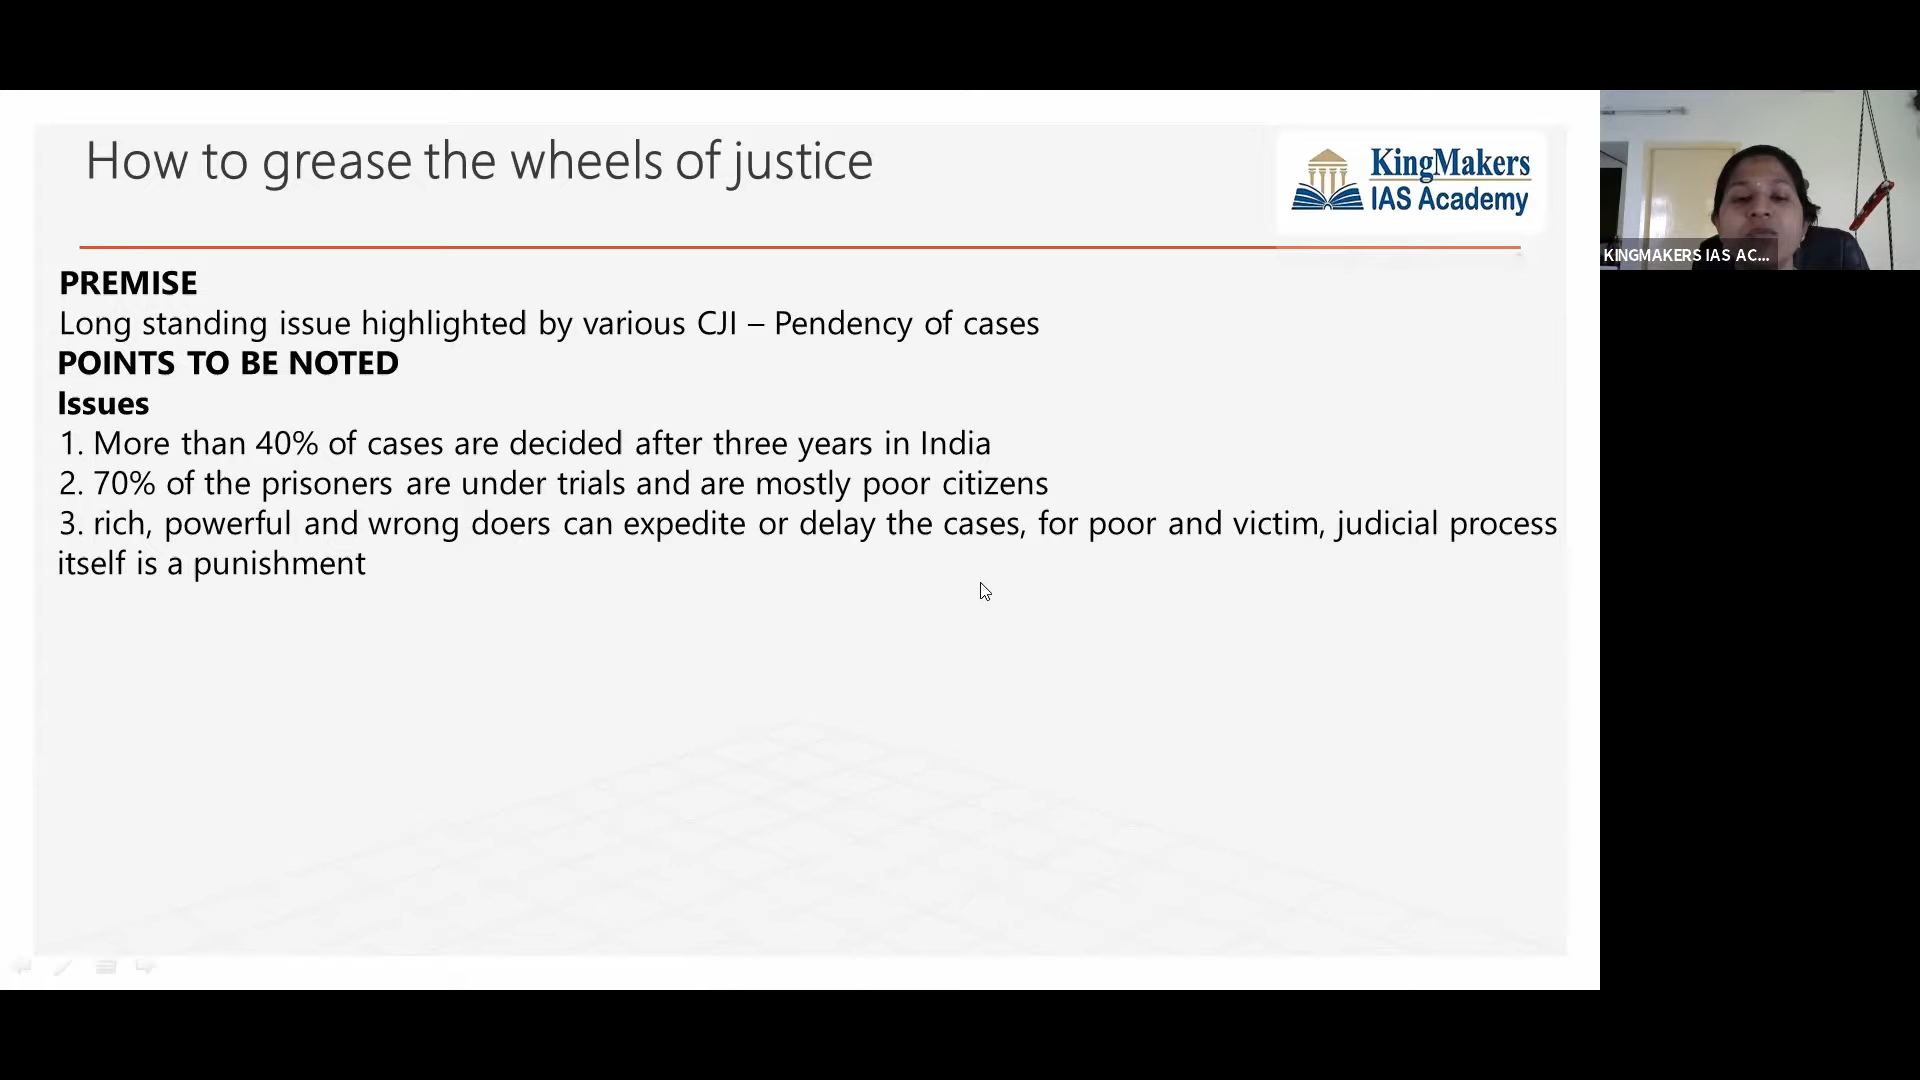 How to grease the wheels of justice
KingMakers
IAS Academy
PREMISE
Long standing issue highlighted by various CJI – Pendency of cases
POINTS TO BE NOTED
Issues
1. More than 40% of cases are decided after three years in India
2. 70% of the prisoners are under trials and are mostly poor citizens
3. rich, powerful and wrong doers can expedite or delay the cases, for poor and victim, judicial process
itself is a punishment
KINGMAKERS IAS AC...